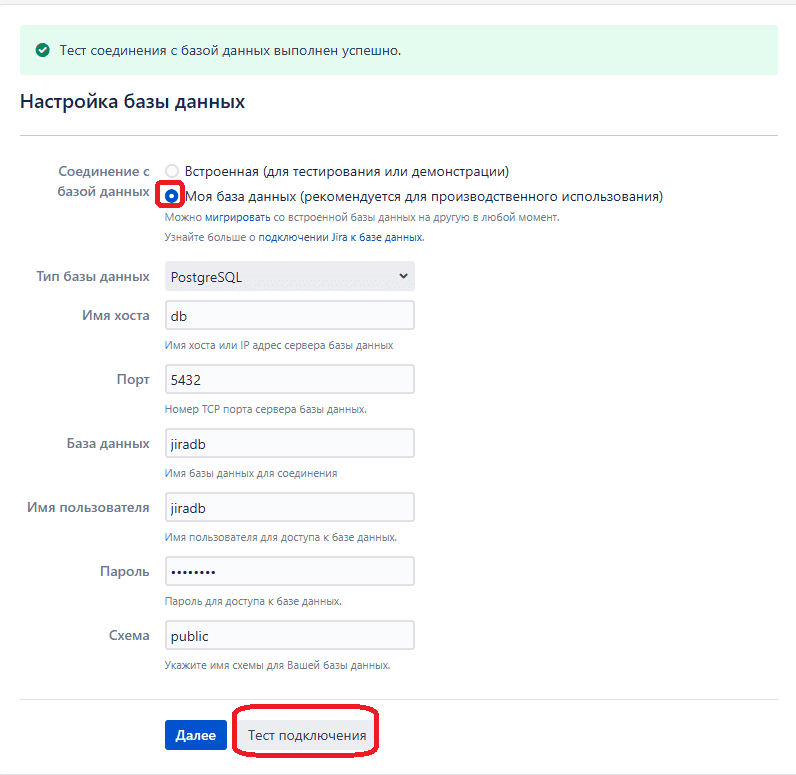 Тест соединения с базой данных выполнен успешно.
Настройка базы данных
Соединение с
базой данных
Встроенная (для тестирования или демонстрации)
Моя база данных (рекомендуется для производственного использования)
Можно мигрировать со встроенной базы данных на другую в любой момент.
Узнайте больше о подключении Jira к базе данных.
Тип базы данных PostgreSQL
Имя хоста db
Имя хоста или IP адрес сервера базы данных
Порт 5432
Номер TCP порта сервера базы данных.
База данных jiradb
Имя базы данных для соединения
Имя пользователя jiradb
Имя пользователя для доступа к базе данных.
Пароль ••••••••
Пароль для доступа к базе данных.
Схема public
Укажите имя схемы для Вашей базы данных.
Далее Тест подключения